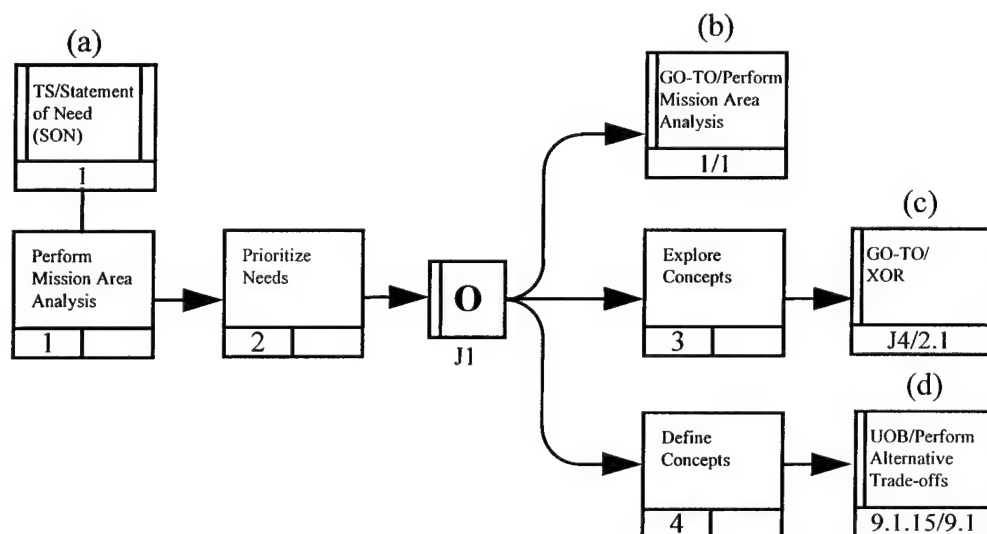 (a)
TS/Statement
of Need
(SON)
1
Perform
Mission Area
Analysis
1
Prioritize
Needs
2
O
J1
(b)
GO-TO/Perform
Mission Area
Analysis
1/1
Explore
Concepts
3
(c)
GO-TO/
XOR
J4/2.1
Define
Concepts
4
(d)
UOB/Perform
Alternative
Trade-offs
9.1.15/9.1